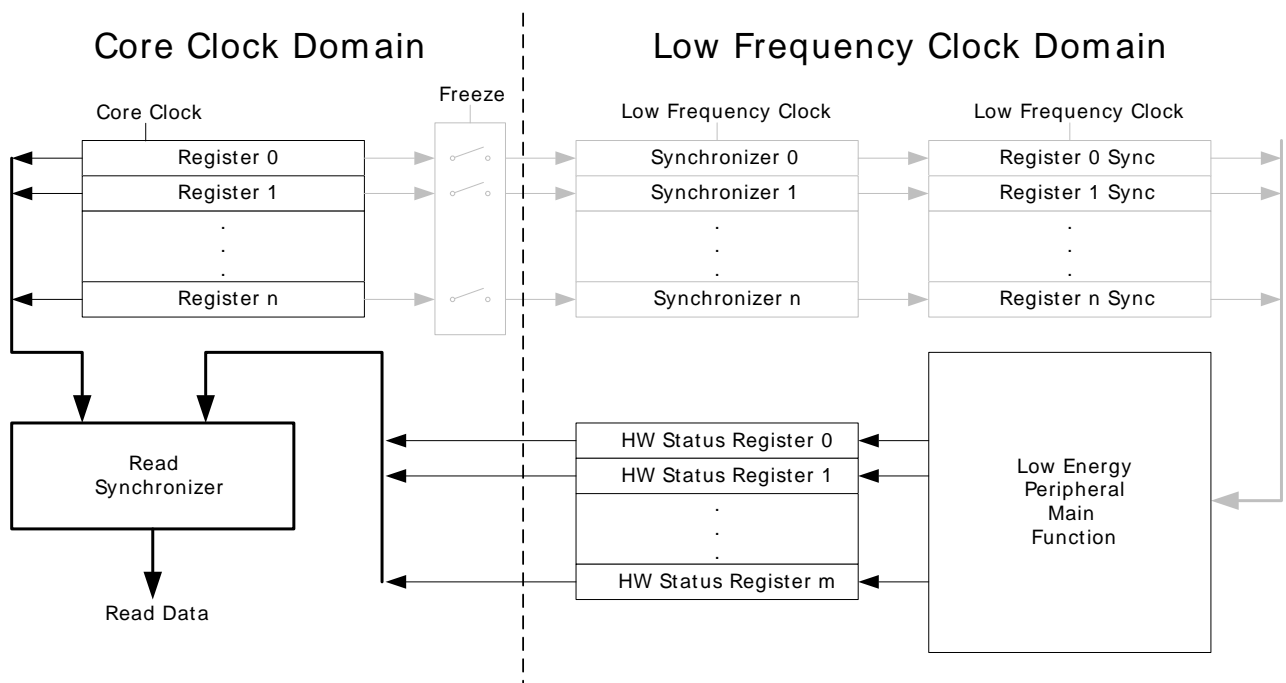 Core Clock Domain
Low Frequency Clock Domain
Freeze
Core Clock
Low Frequency Clock
Low Frequency Clock
Register 0
Synchronizer 0
Register 0 Sync
Register 1
Synchronizer 1
Register 1 Sync
.
.
.
.
.
.
.
.
.
Register n
Synchronizer n
Register n Sync
HW Status Register 0
HW Status Register 1
.
.
.
HW Status Register m
Read
Synchronizer
Low Energy
Peripheral
Main
Function
Read Data